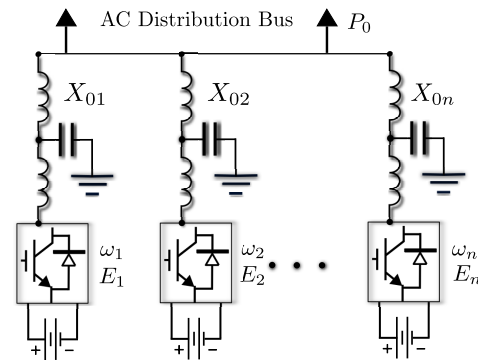 AC Distribution Bus
P₀
X₀₁ X₀₂ X₀ₙ
ω₁ ω₂ ωₙ
E₁ E₂ Eₙ
+ − + − + −